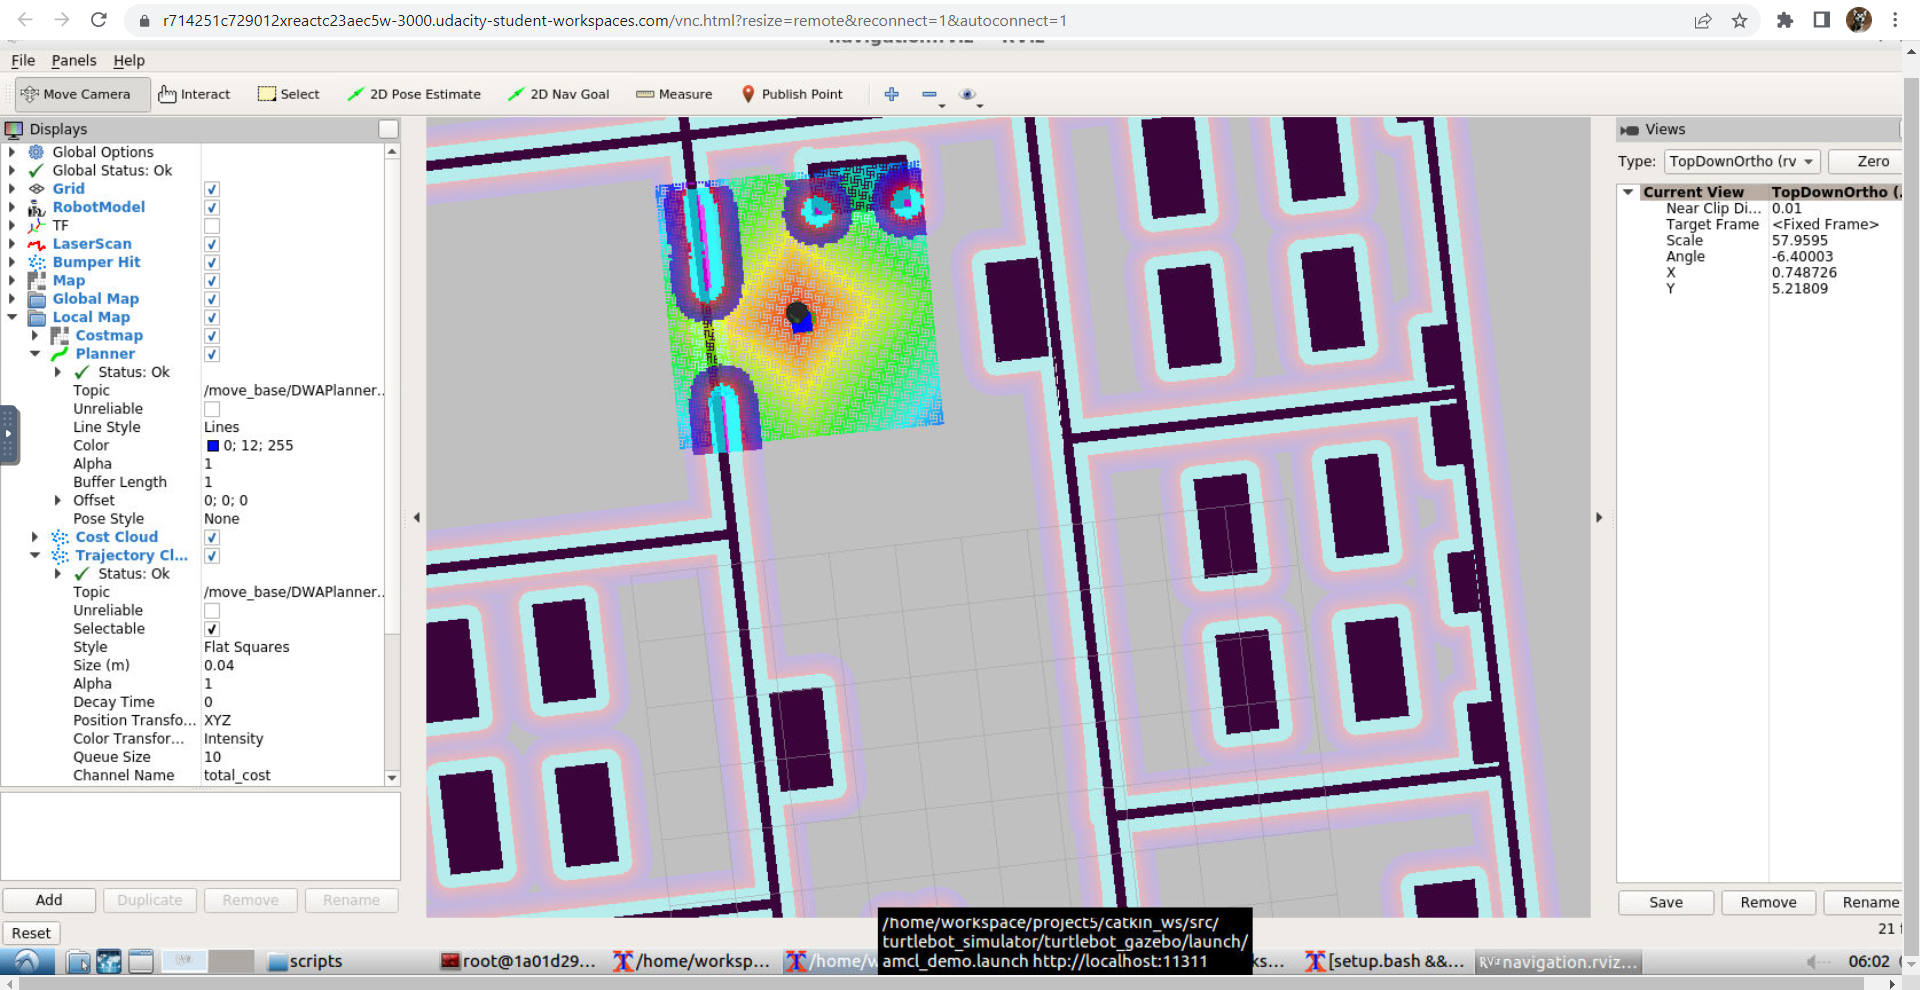 r714251c729012xreactc23aec5w-3000.udacity-student-workspaces.com/vnc.html?resize=remote&reconnect=1&autoconnect=1
File Panels Help
Move Camera Interact Select 2D Pose Estimate 2D Nav Goal Measure Publish Point
Displays
Global Options
Global Status: Ok
Grid
RobotModel
TF
LaserScan
Bumper Hit
Map
Global Map
Local Map
Costmap
Planner
Status: Ok
Topic /move_base/DWAPlanner...
Unreliable
Line Style Lines
Color 0; 12; 255
Alpha 1
Buffer Length 1
Offset 0; 0; 0
Pose Style None
Cost Cloud
Trajectory Cl...
Status: Ok
Topic /move_base/DWAPlanner...
Unreliable
Selectable
Style Flat Squares
Size (m) 0.04
Alpha 1
Decay Time 0
Position Transfo... XYZ
Color Transfor... Intensity
Queue Size 10
Channel Name total_cost
Add Duplicate Remove Rename
Reset
Views
Type: TopDownOrtho (rv Zero
Current View TopDownOrtho (.
Near Clip Di... 0.01
Target Frame <Fixed Frame>
Scale 57.9595
Angle -6.40003
X 0.748726
Y 5.21809
Save Remove Rename
21
/home/workspace/project5/catkin_ws/src/
turtlebot_simulator/turtlebot_gazebo/launch/
amcl_demo.launch http://localhost:11311
scripts root@1a01d29... /home/worksp... /home/w ks... [setup.bash &&... RViz navigation.rviz... 06:02